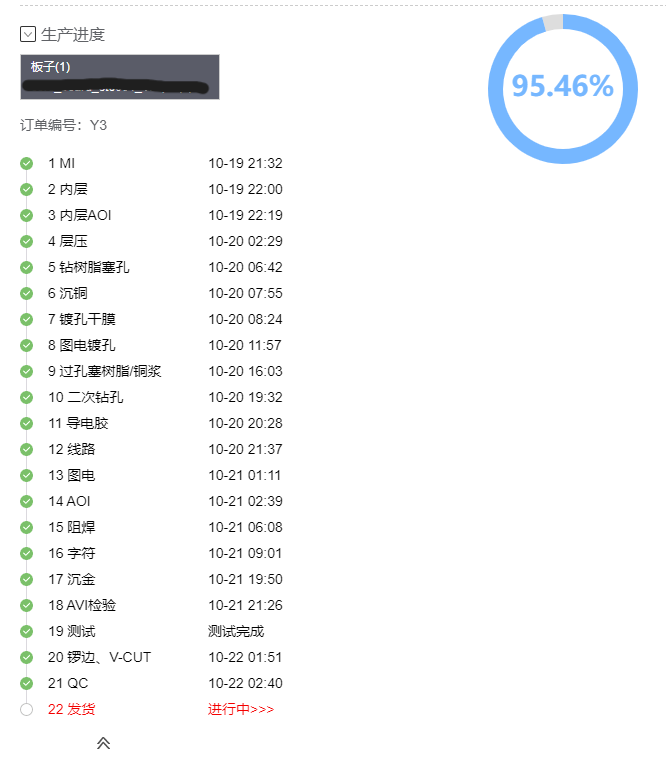 生产进度
95.46%
板子(1)
订单编号：Y3
1 MI 10-19 21:32
2 内层 10-19 22:00
3 内层AOI 10-19 22:19
4 层压 10-20 02:29
5 钻树脂塞孔 10-20 06:42
6 沉铜 10-20 07:55
7 镀孔干膜 10-20 08:24
8 图电镀孔 10-20 11:57
9 过孔塞树脂/铜浆 10-20 16:03
10 二次钻孔 10-20 19:32
11 导电胶 10-20 20:28
12 线路 10-20 21:37
13 图电 10-21 01:11
14 AOI 10-21 02:39
15 阻焊 10-21 06:08
16 字符 10-21 09:01
17 沉金 10-21 19:50
18 AVI检验 10-21 21:26
19 测试 测试完成
20 锣边、V-CUT 10-22 01:51
21 QC 10-22 02:40
22 发货 进行中>>>